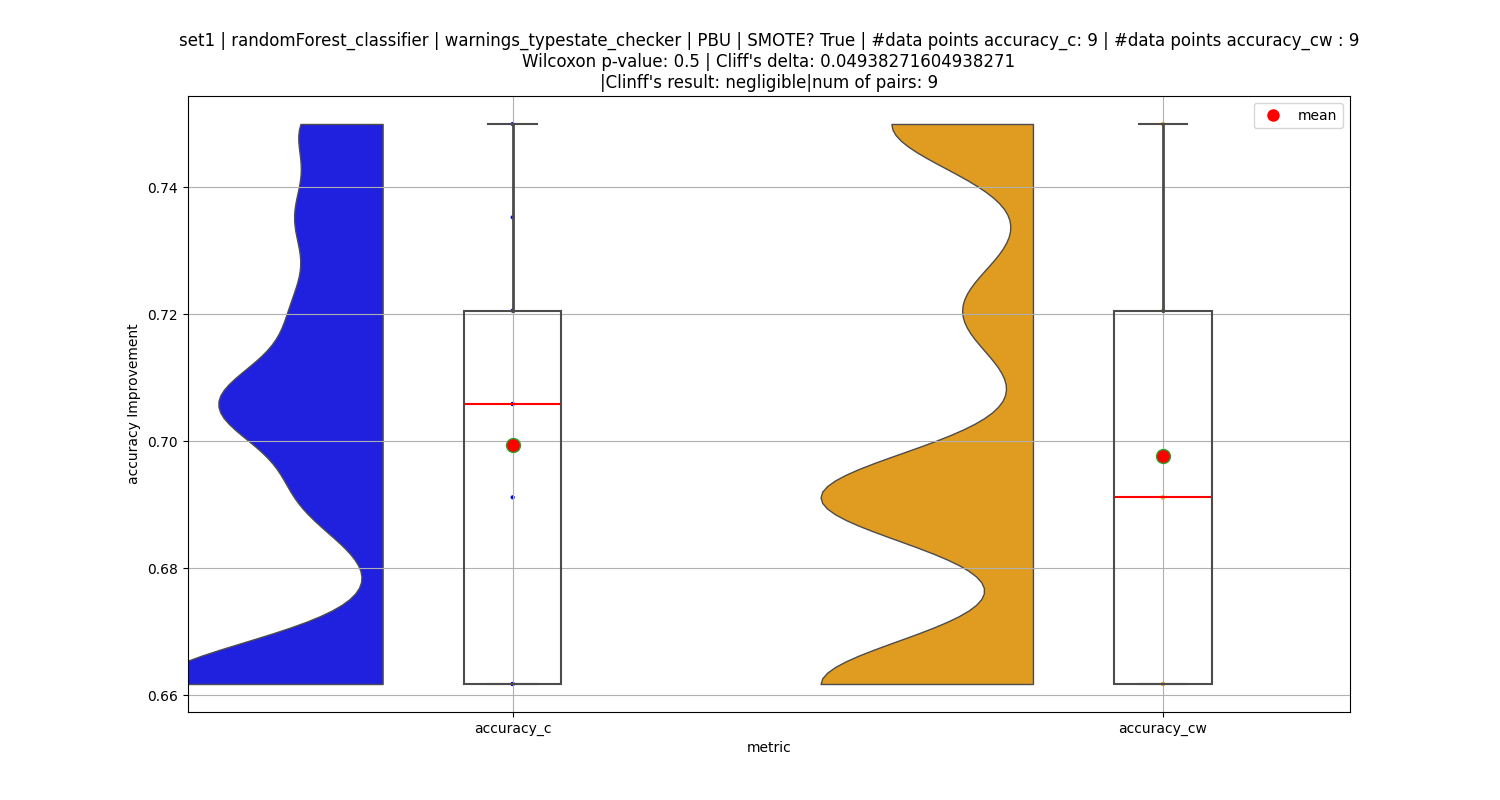 set1 | randomForest_classifier | warnings_typestate_checker | PBU | SMOTE? True | #data points accuracy_c: 9 | #data points accuracy_cw : 9
Wilcoxon p-value: 0.5 | Cliff's delta: 0.04938271604938271
|Clinff's result: negligible|num of pairs: 9
mean
0.74
0.72
0.70
0.68
0.66
accuracy Improvement
accuracy_c
accuracy_cw
metric